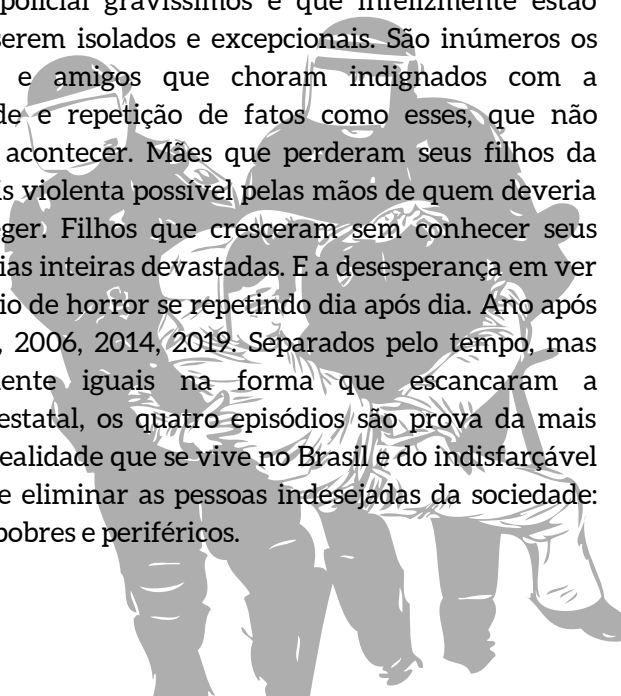 policial gravíssimos e que infelizmente estão
serem isolados e excepcionais. São inúmeros os
e amigos que choram indignados com a
de e repetição de fatos como esses, que não
acontecer. Mães que perderam seus filhos da
is violenta possível pelas mãos de quem deveria
ger. Filhos que cresceram sem conhecer seus
ias inteiras devastadas. E a desesperança em ver
io de horror se repetindo dia após dia. Ano após
, 2006, 2014, 2019. Separados pelo tempo, mas
ente iguais na forma que escancaram a
estatal, os quatro episódios são prova da mais
ealidade que se vive no Brasil e do indisfarçável
e eliminar as pessoas indesejadas da sociedade:
pobres e periféricos.